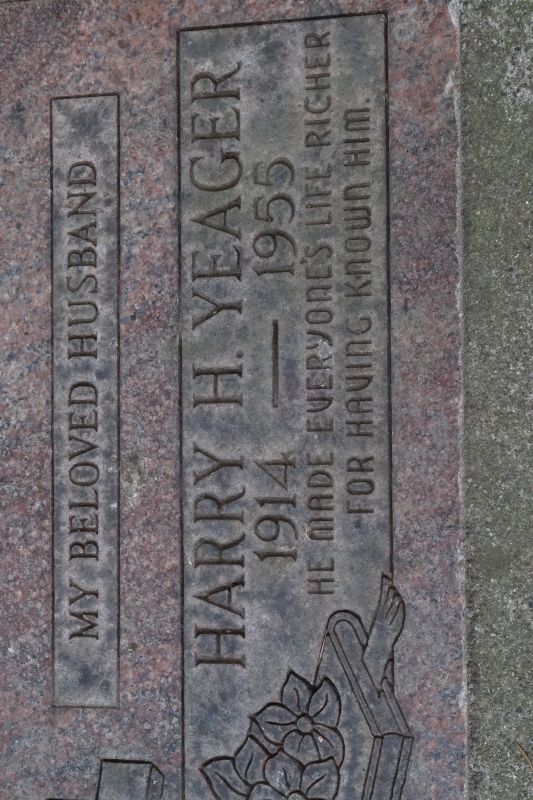 MY BELOVED HUSBAND
HARRY H. YEAGER
1914 — 1955
HE MADE EVERYONE'S LIFE RICHER
FOR HAVING KNOWN HIM.